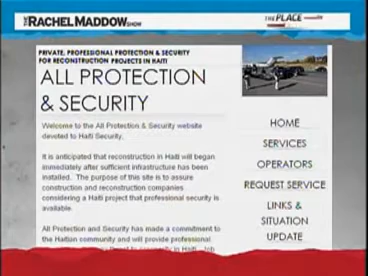 THE RACHEL MADDOW SHOW
THE PLACE
PRIVATE, PROFESSIONAL PROTECTION & SECURITY
FOR RECONSTRUCTION PROJECTS IN HAITI
ALL PROTECTION
& SECURITY
Welcome to the All Protection & Security website
devoted to Haiti Security.
It is anticipated that reconstruction in Haiti will began
immediately after sufficient infrastructure has been
installed. The purpose of this site is to assure
construction and reconstruction companies
considering a Haiti project that professional security is
available.
All Protection and Security has made a commitment to
the Haitian community and will provide professional
HOME
SERVICES
OPERATORS
REQUEST SERVICE
LINKS &
SITUATION
UPDATE